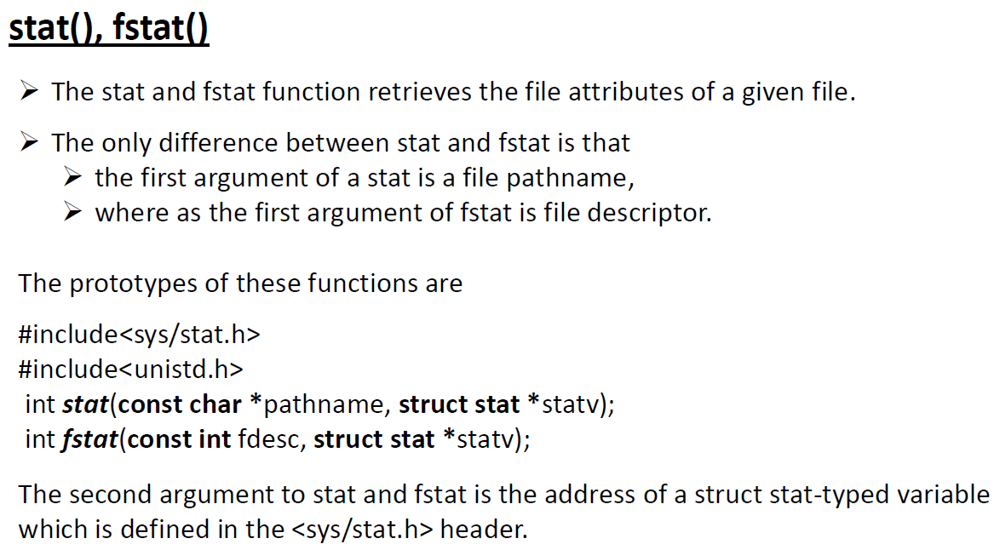 stat(), fstat()
➢ The stat and fstat function retrieves the file attributes of a given file.
➢ The only difference between stat and fstat is that
➢ the first argument of a stat is a file pathname,
➢ where as the first argument of fstat is file descriptor.
The prototypes of these functions are
#include<sys/stat.h>
#include<unistd.h>
int stat(const char *pathname, struct stat *statv);
int fstat(const int fdesc, struct stat *statv);
The second argument to stat and fstat is the address of a struct stat-typed variable
which is defined in the <sys/stat.h> header.